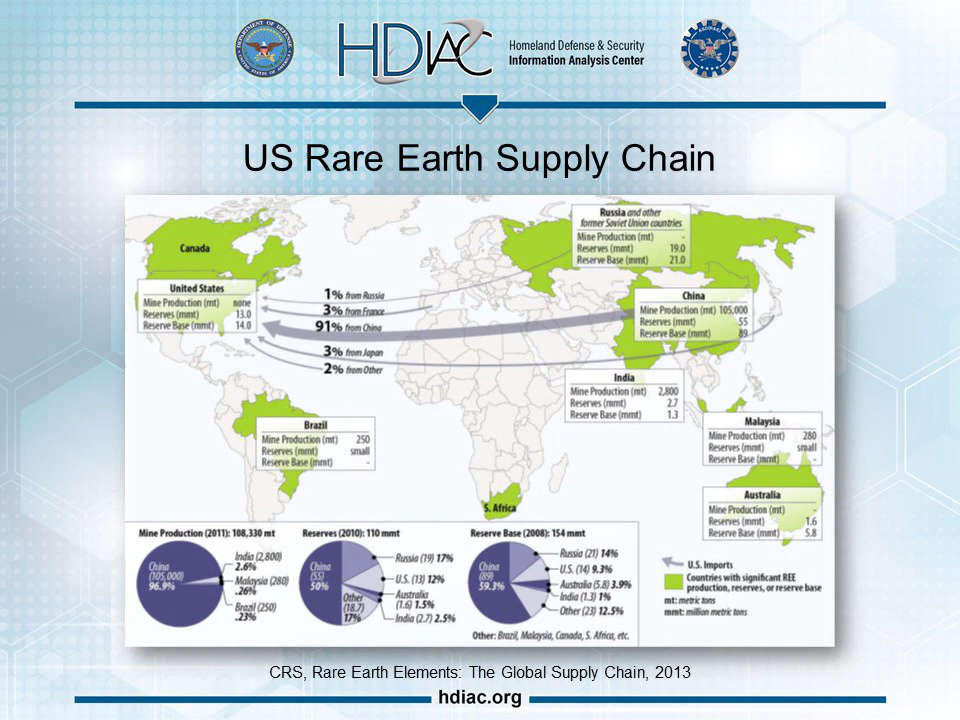 DEPARTMENT OF DEFENSE
UNITED STATES OF AMERICA
HDIAC
Homeland Defense & Security
Information Analysis Center
US Rare Earth Supply Chain
Canada
United States
Mine Production (mt) none
Reserves (mmt) 13.0
Reserve Base (mmt) 14.0
Russia and other
former Soviet Union countries
Mine Production (mt) -
Reserves (mmt) 19.0
Reserve Base (mmt) 21.0
1% from Russia
3% from France
91% from China
3% from Japan
2% from Other
China
Mine Production (mt) 105,000
Reserves (mmt) 55
Reserve Base (mmt) 89
India
Mine Production (mt) 2,800
Reserves (mmt) 2.7
Reserve Base (mmt) 1.3
Brazil
Mine Production (mt) 250
Reserves (mmt) small
Reserve Base (mmt) -
Malaysia
Mine Production (mt) 280
Reserves (mmt) small
Reserve Base (mmt) -
S. Africa
Australia
Mine Production (mt) -
Reserves (mmt) 1.6
Reserve Base (mmt) 5.8
Mine Production (2011): 108,330 mt
China
(105,000)
96.9%
India (2,800)
2.6%
Malaysia (280)
.26%
Brazil (250)
.23%
Reserves (2010): 110 mmt
China
(55)
50%
Russia (19) 17%
U.S. (13) 12%
Australia
(1.6) 1.5%
India (2.7) 2.5%
Other
(18.7)
17%
Reserve Base (2008): 154 mmt
China
(89)
59.3%
Russia (21) 14%
U.S. (14) 9.3%
Australia (5.8) 3.9%
India (1.3) 1%
Other (23) 12.5%
Other: Brazil, Malaysia, Canada, S. Africa, etc.
U.S. Imports
Countries with significant REE
production, reserves, or reserve base
mt: metric tons
mmt: million metric tons
CRS, Rare Earth Elements: The Global Supply Chain, 2013
hdiac.org